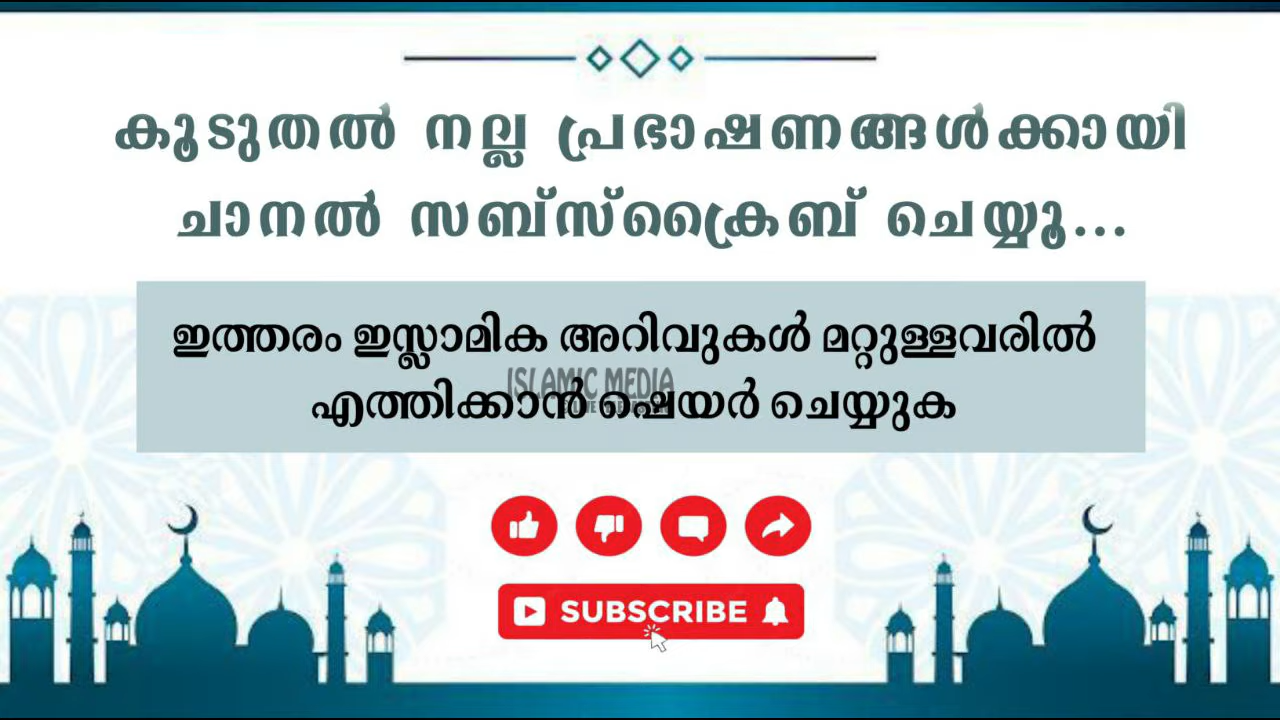 കൂടുതൽ നല്ല പ്രഭാഷണങ്ങൾക്കായി
ചാനൽ സബ്സ്ക്രൈബ് ചെയ്യൂ...
ഇത്തരം ഇസ്ലാമിക അറിവുകൾ മറ്റുള്ളവരിൽ
ISLAMIC MEDIA
എത്തിക്കാൻ ഷെയർ ചെയ്യുക
SUBSCRIBE